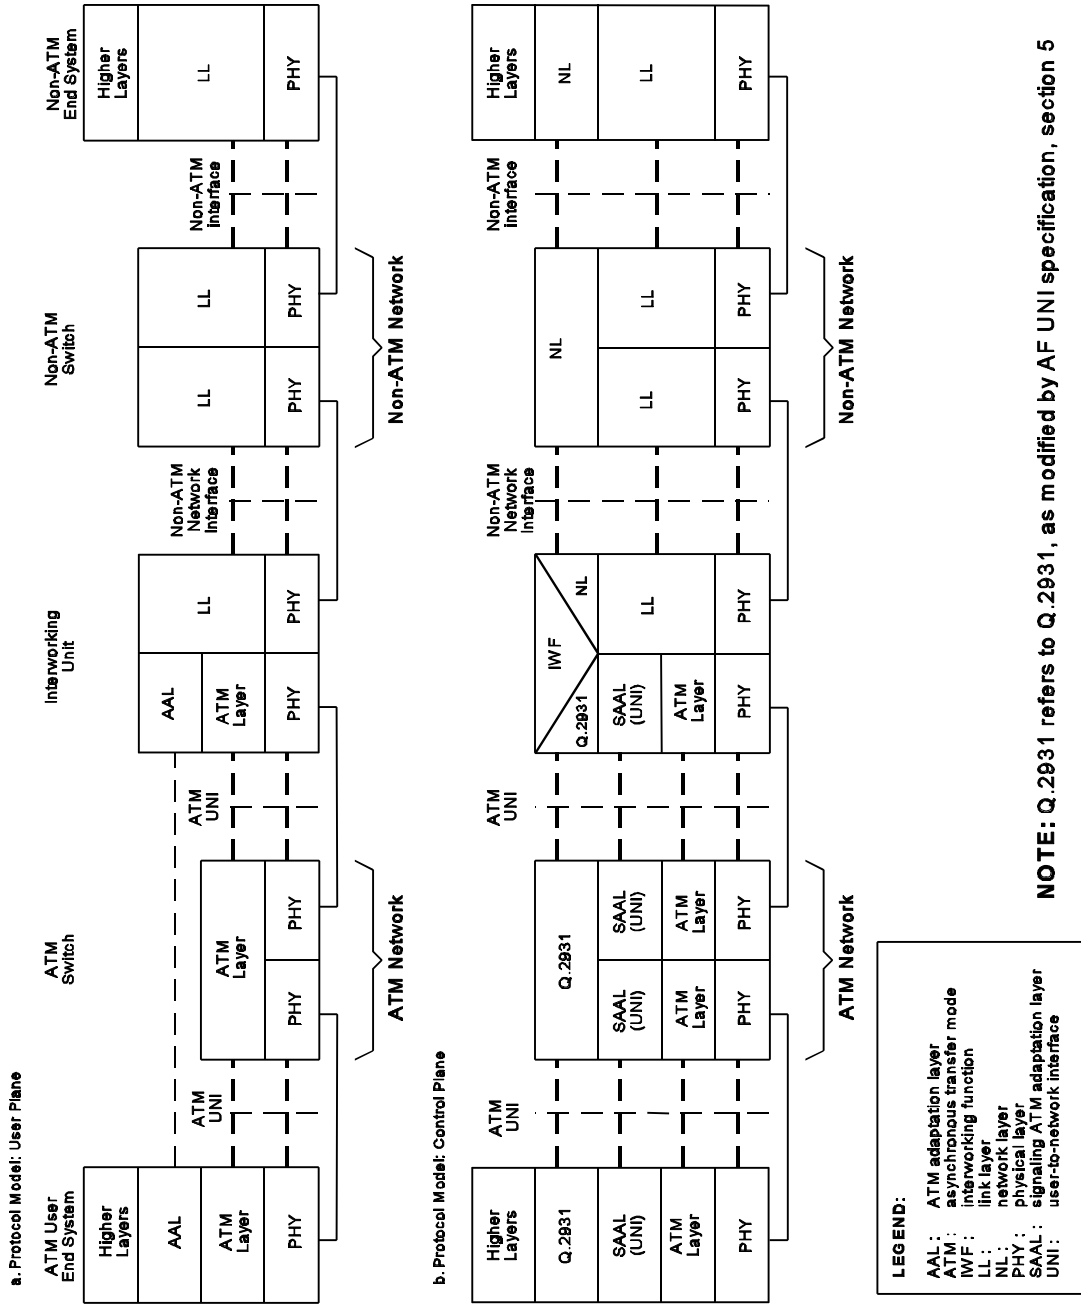 a. Protocol Model: User Plane
ATM User
End System
ATM
Switch
Interworking
Unit
Non-ATM
Switch
Non-ATM
End System
Higher
Layers
AAL
ATM
Layer
PHY
ATM
UNI
ATM
Layer
PHY
PHY
ATM
UNI
AAL
ATM
Layer
PHY
LL
PHY
Non-ATM
Network
Interface
LL
PHY
LL
PHY
Non-ATM
Interface
Higher
Layers
LL
PHY
ATM Network
Non-ATM Network
b. Protocol Model: Control Plane
Higher
Layers
Q.2931
SAAL
(UNI)
ATM
Layer
PHY
ATM
UNI
Q.2931
SAAL
(UNI)
SAAL
(UNI)
ATM
Layer
ATM
Layer
PHY
PHY
ATM
UNI
IWF
Q.2931
NL
SAAL
(UNI)
ATM
Layer
PHY
LL
PHY
Non-ATM
Network
Interface
NL
LL
LL
PHY
PHY
Non-ATM
Interface
Higher
Layers
NL
LL
PHY
ATM Network
Non-ATM Network
LEGEND:
AAL : ATM adaptation layer
ATM : asynchronous transfer mode
IWF : interworking function
LL : link layer
NL : network layer
PHY : physical layer
SAAL : signaling ATM adaptation layer
UNI : user-to-network interface
NOTE: Q.2931 refers to Q.2931, as modified by AF UNI specification, section 5